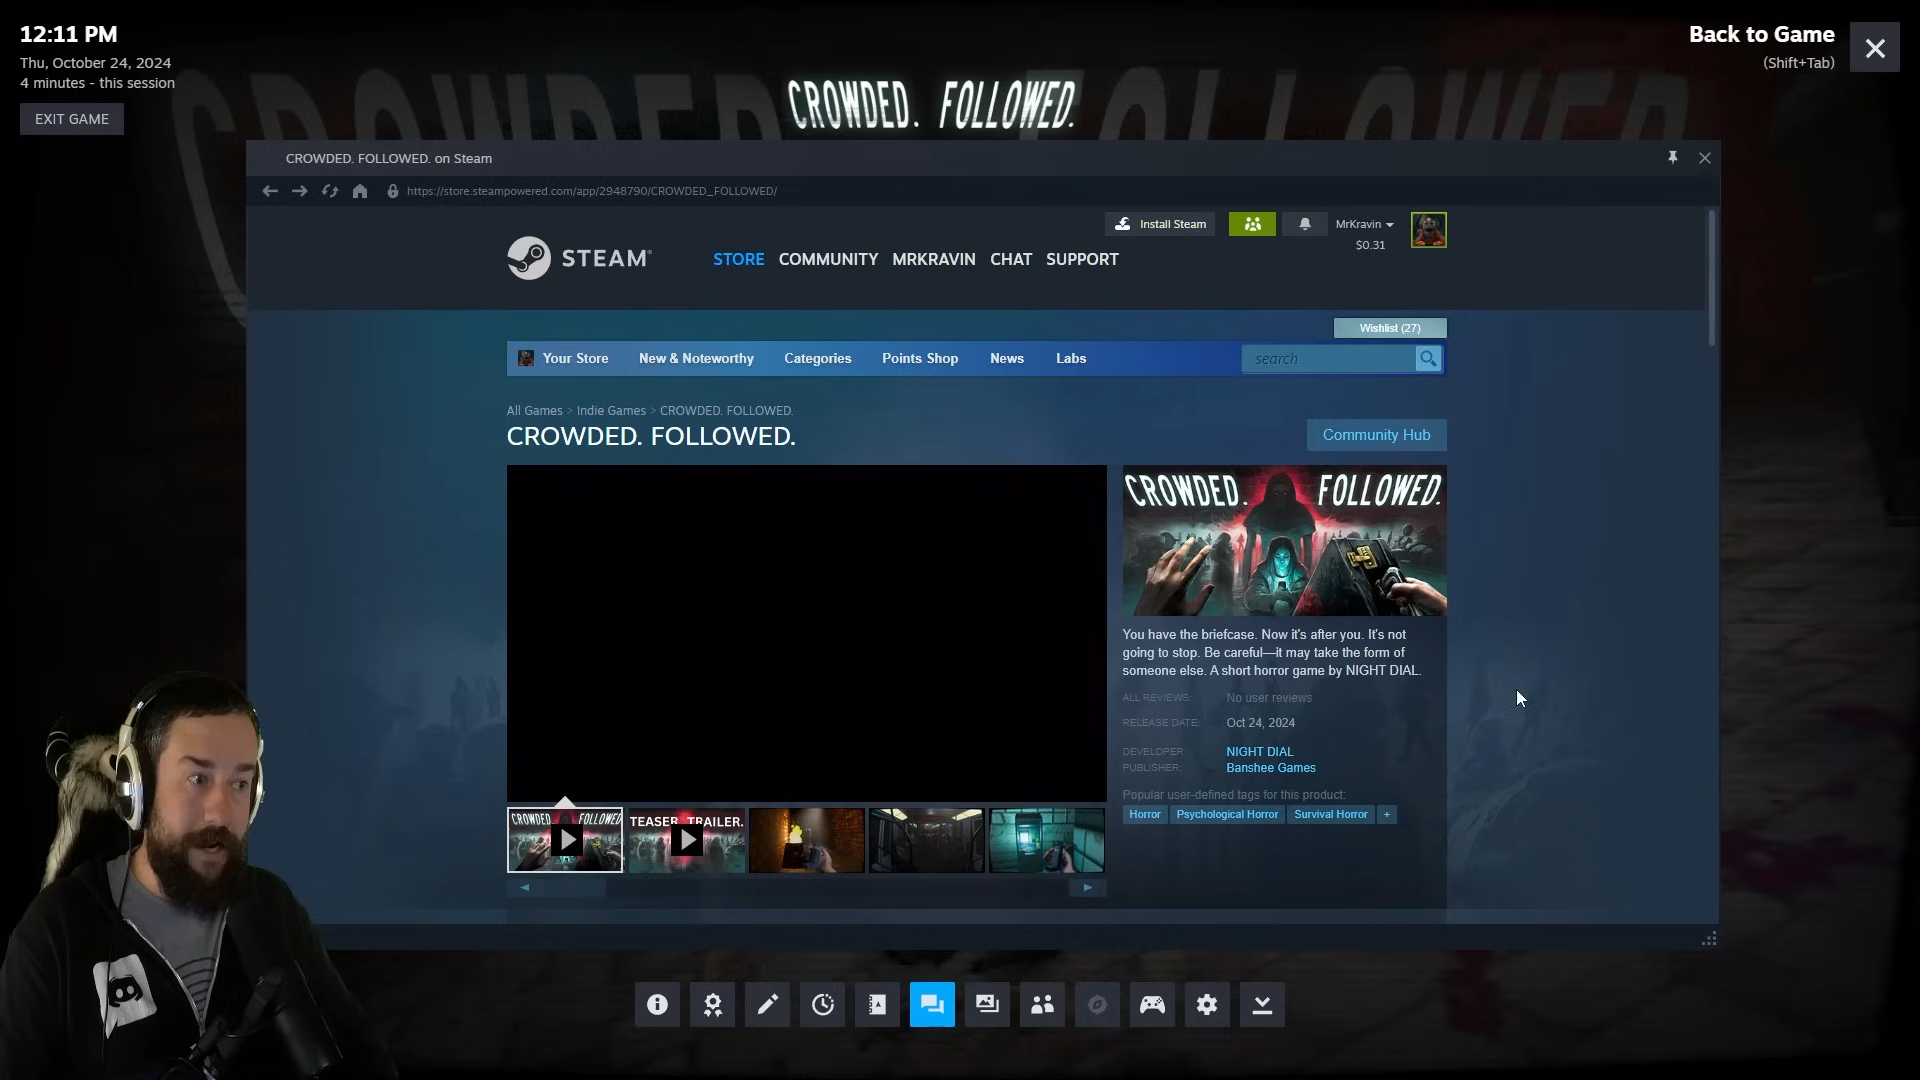 12:11 PM
Thu, October 24, 2024
4 minutes - this session
EXIT GAME
Back to Game
(Shift+Tab)
CROWDED. FOLLOWED.
CROWDED. FOLLOWED. on Steam
https://store.steampowered.com/app/2948790/CROWDED_FOLLOWED/
Install Steam
MrKravin
$0.31
STEAM®
STORE COMMUNITY MRKRAVIN CHAT SUPPORT
Wishlist (27)
Your Store New & Noteworthy Categories Points Shop News Labs
search
All Games > Indie Games > CROWDED. FOLLOWED.
CROWDED. FOLLOWED.
Community Hub
CROWDED. FOLLOWED.
You have the briefcase. Now it's after you. It's not
going to stop. Be careful—it may take the form of
someone else. A short horror game by NIGHT DIAL.
ALL REVIEWS: No user reviews
RELEASE DATE: Oct 24, 2024
DEVELOPER: NIGHT DIAL
PUBLISHER: Banshee Games
Popular user-defined tags for this product:
Horror Psychological Horror Survival Horror +
CROWDED. FOLLOWED
TEASER TRAILER.